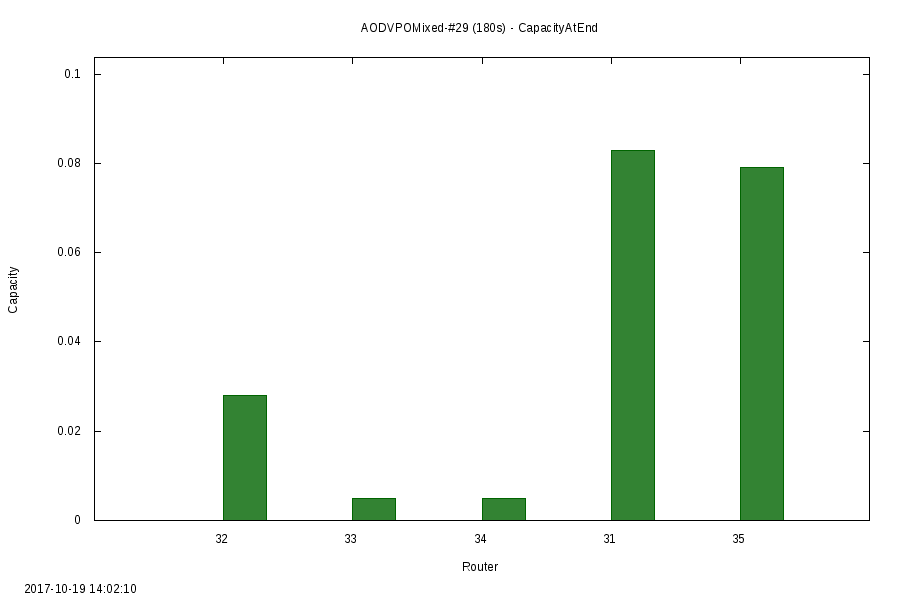 AODVPOMixed-#29 (180s) - CapacityAtEnd
0.1
0.08
0.06
0.04
0.02
0
Capacity
32 33 34 31 35
Router
2017-10-19 14:02:10